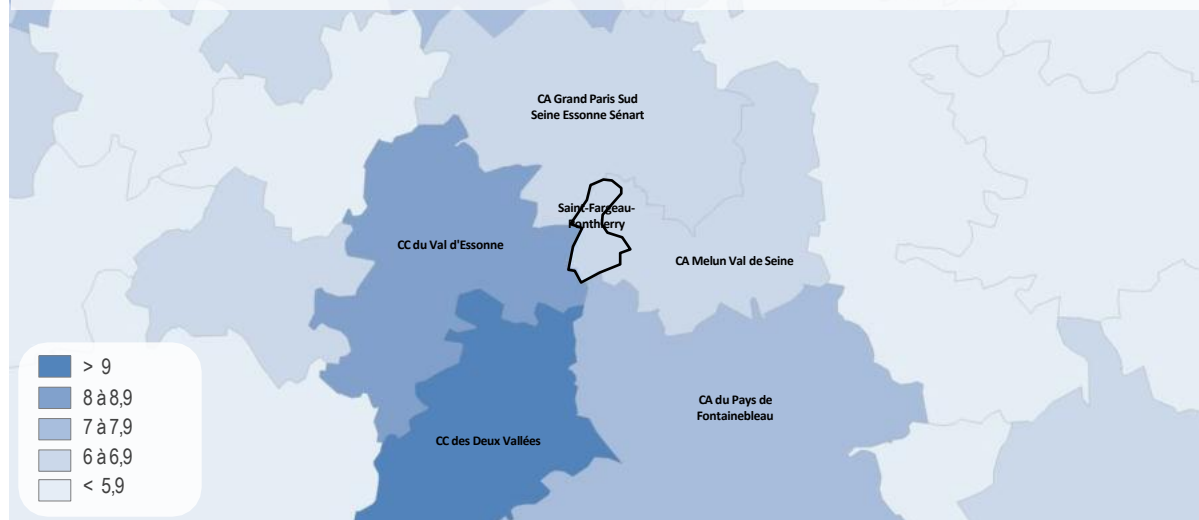 CA Grand Paris Sud
Seine Essonne Sénart
Saint-Fargeau-
Ponthierry
CC du Val d'Essonne
CA Melun Val de Seine
CA du Pays de
Fontainebleau
CC des Deux Vallées
> 9
8 à 8,9
7 à 7,9
6 à 6,9
< 5,9